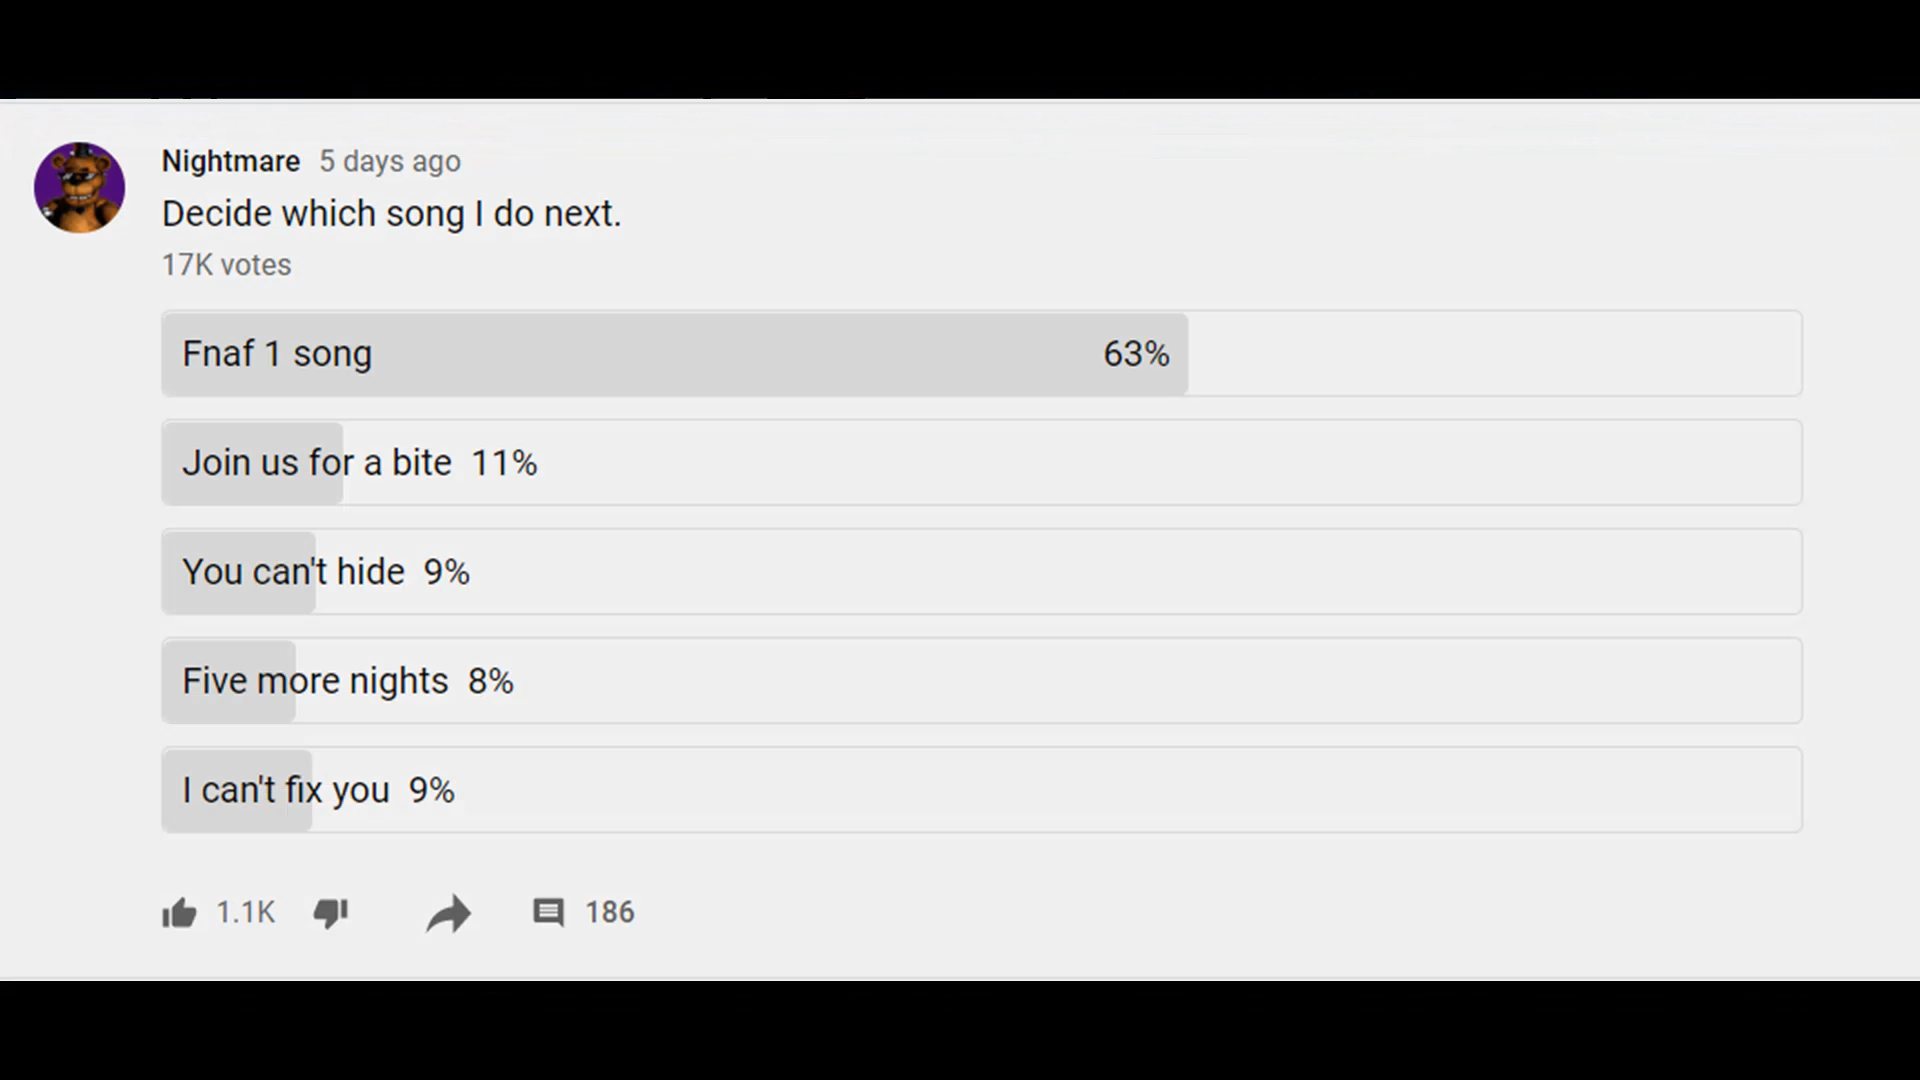 Nightmare 5 days ago
Decide which song I do next.
17K votes
Fnaf 1 song 63%
Join us for a bite 11%
You can't hide 9%
Five more nights 8%
I can't fix you 9%
1.1K 186